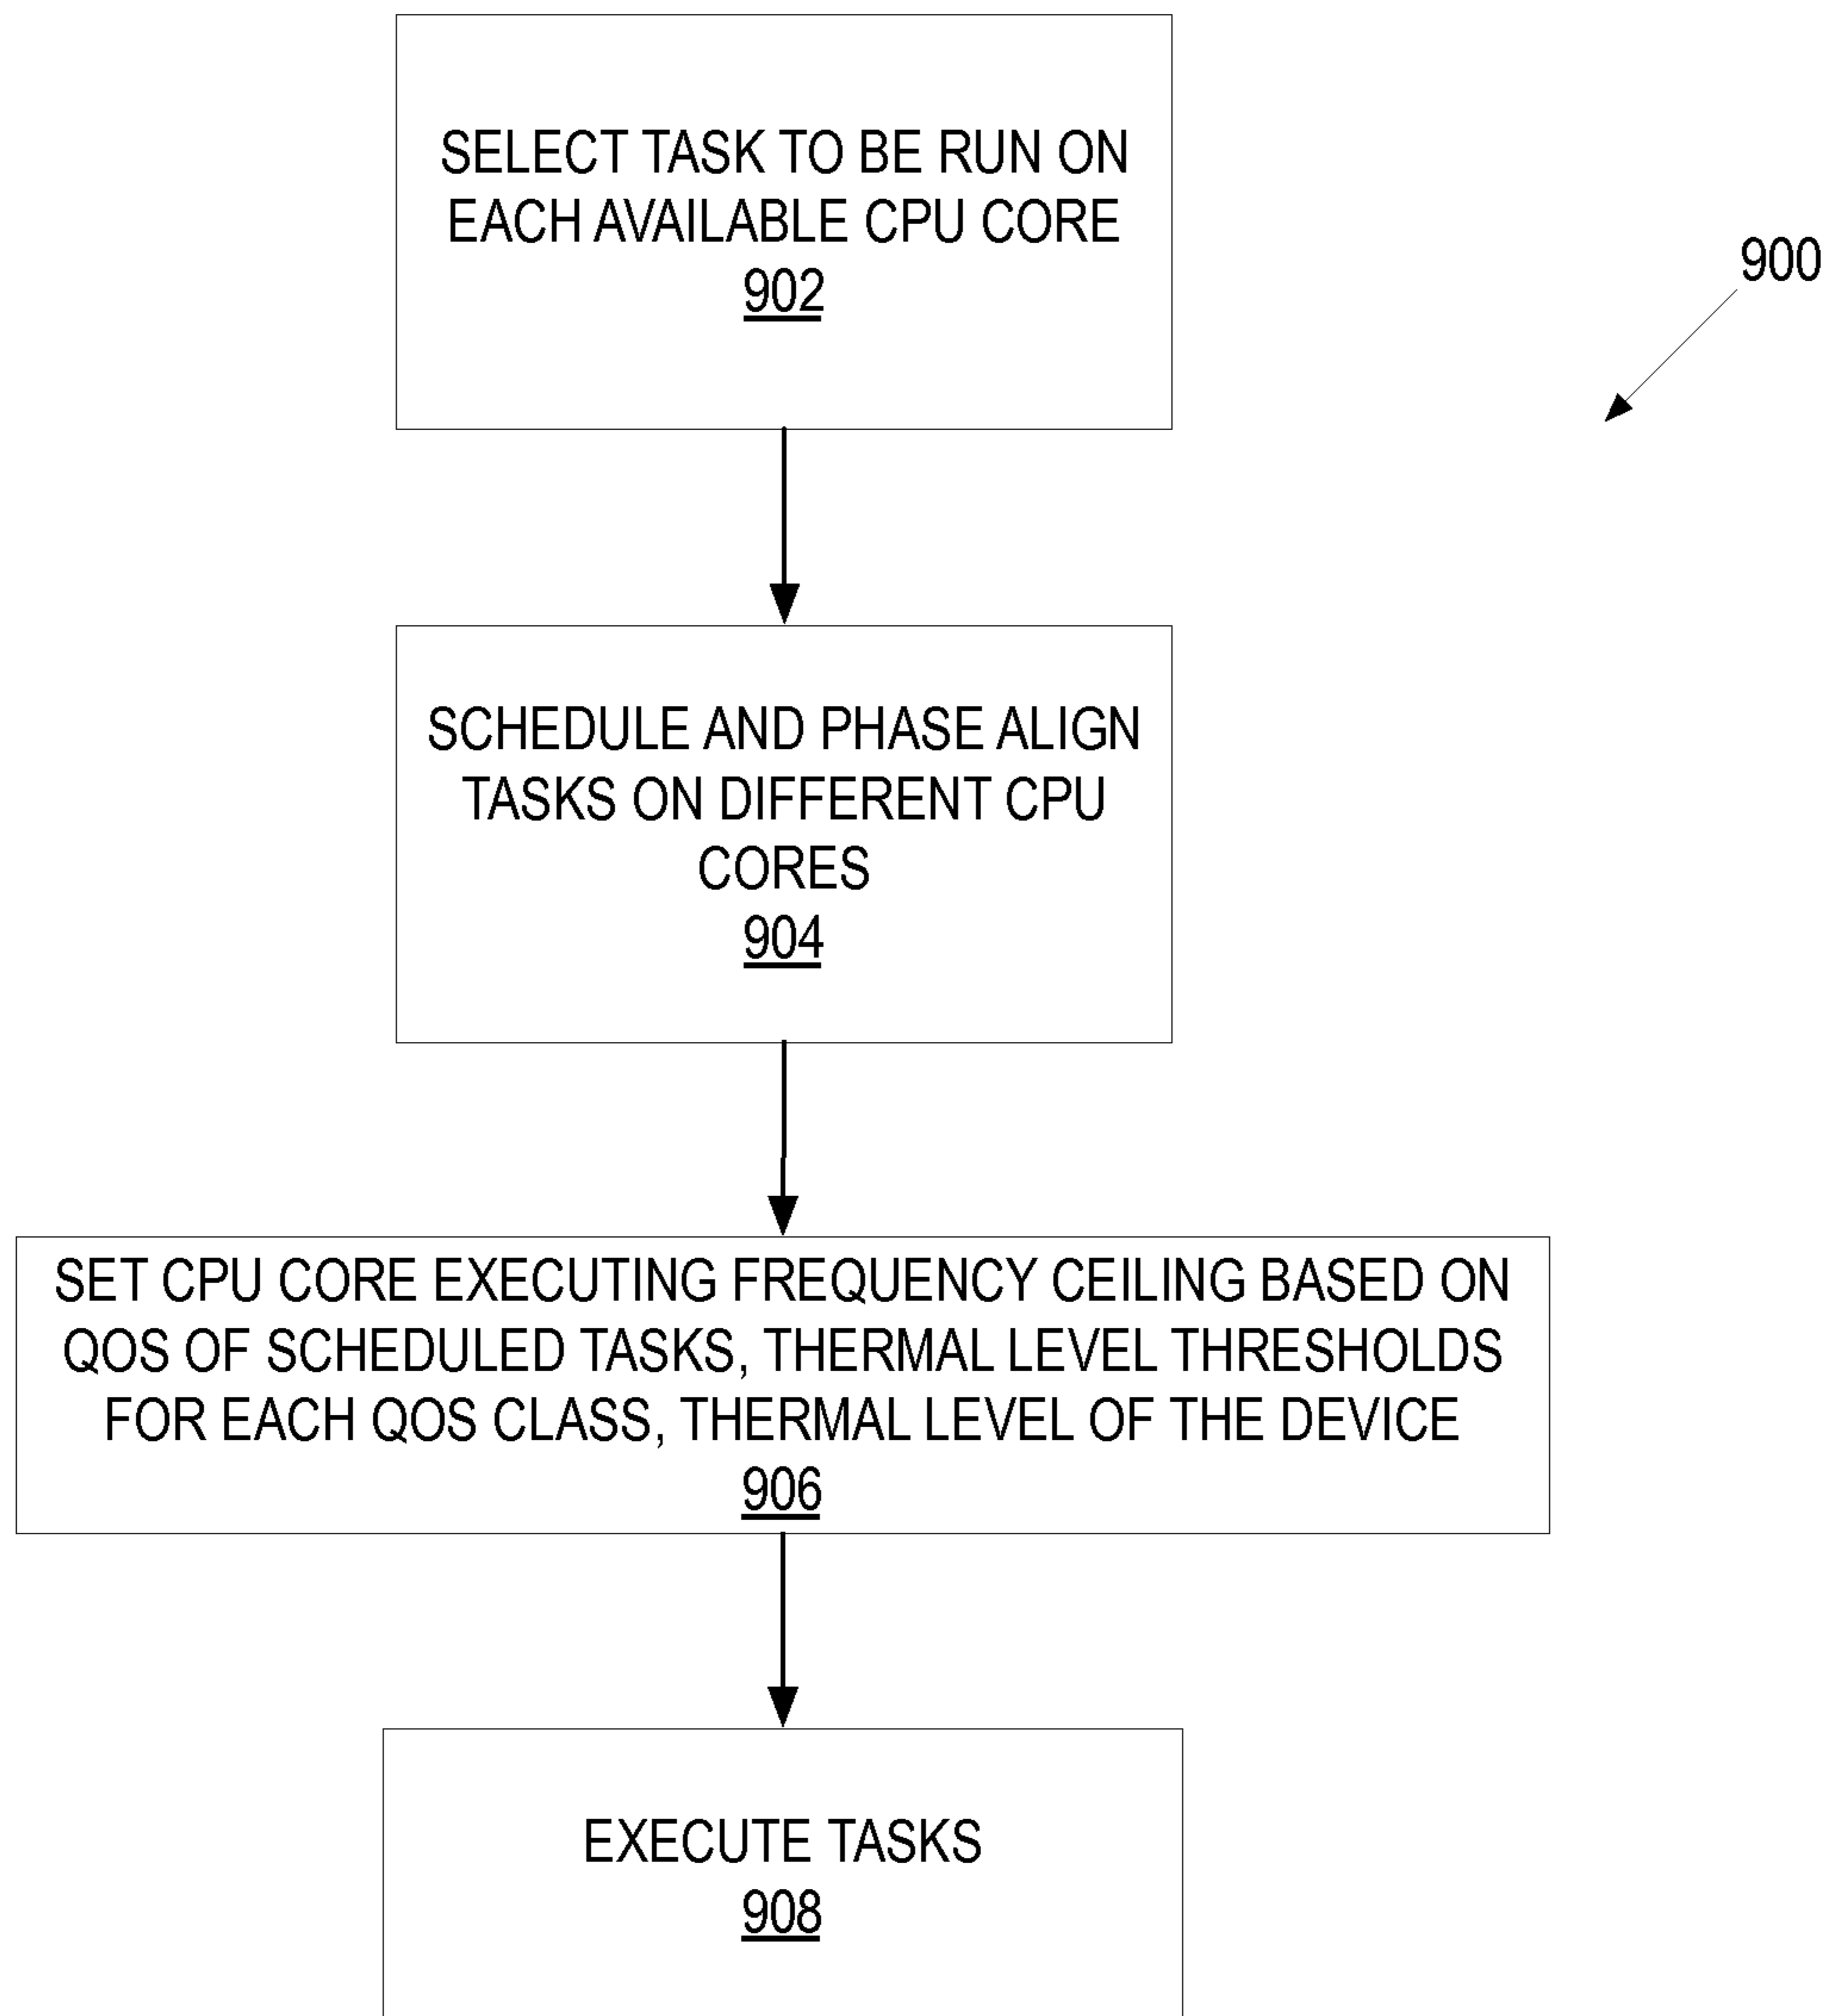 SELECT TASK TO BE RUN ON
EACH AVAILABLE CPU CORE
902
900
SCHEDULE AND PHASE ALIGN
TASKS ON DIFFERENT CPU
CORES
904
SET CPU CORE EXECUTING FREQUENCY CEILING BASED ON
QOS OF SCHEDULED TASKS, THERMAL LEVEL THRESHOLDS
FOR EACH QOS CLASS, THERMAL LEVEL OF THE DEVICE
906
EXECUTE TASKS
908